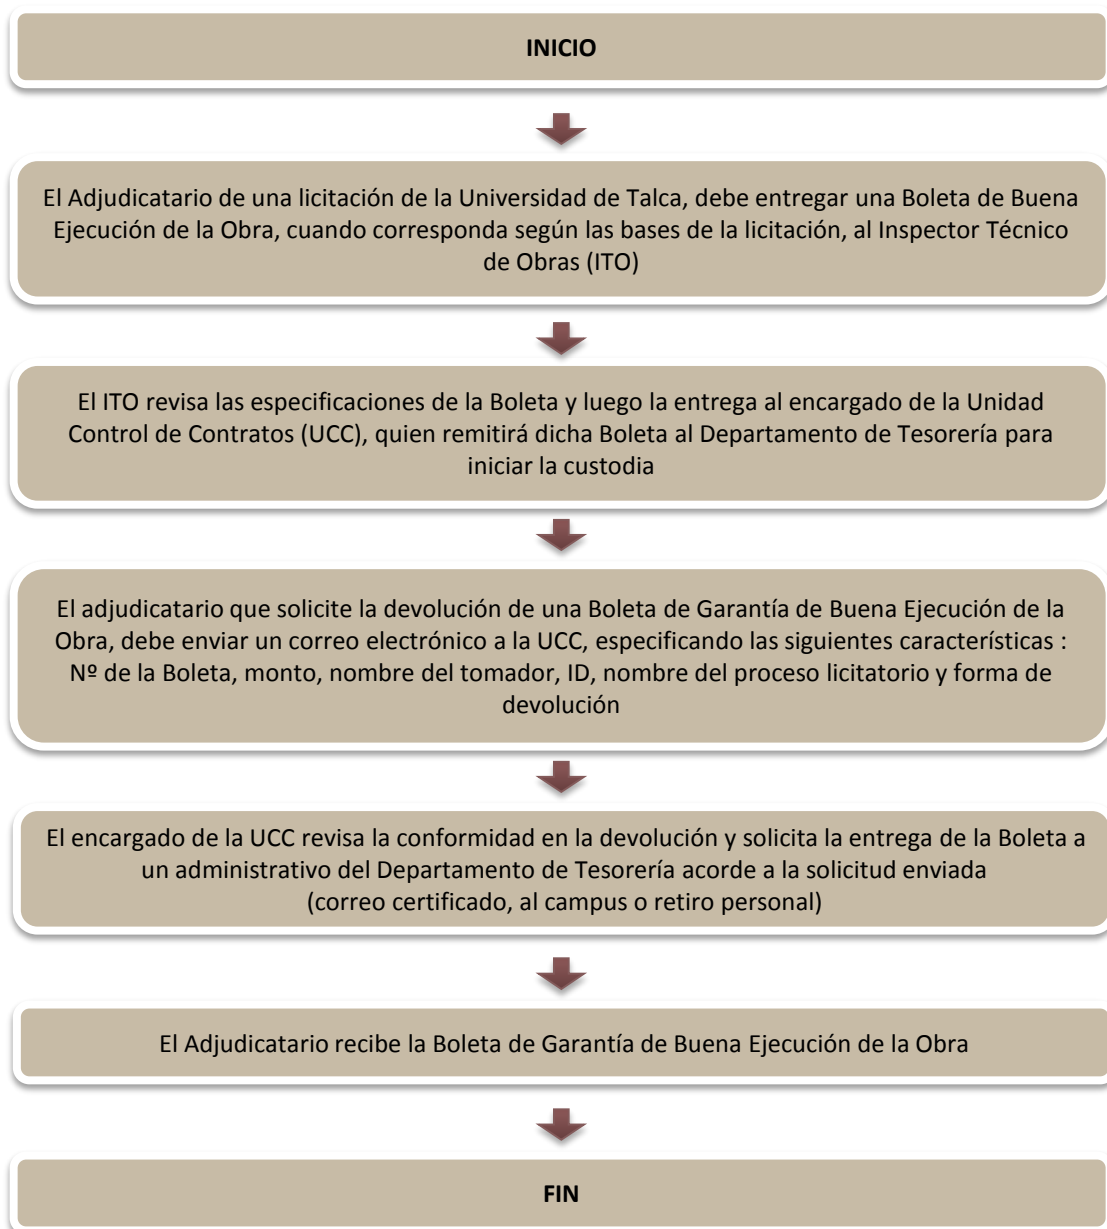 INICIO
El Adjudicatario de una licitación de la Universidad de Talca, debe entregar una Boleta de Buena
Ejecución de la Obra, cuando corresponda según las bases de la licitación, al Inspector Técnico
de Obras (ITO)
El ITO revisa las especificaciones de la Boleta y luego la entrega al encargado de la Unidad
Control de Contratos (UCC), quien remitirá dicha Boleta al Departamento de Tesorería para
iniciar la custodia
El adjudicatario que solicite la devolución de una Boleta de Garantía de Buena Ejecución de la
Obra, debe enviar un correo electrónico a la UCC, especificando las siguientes características :
Nº de la Boleta, monto, nombre del tomador, ID, nombre del proceso licitatorio y forma de
devolución
El encargado de la UCC revisa la conformidad en la devolución y solicita la entrega de la Boleta a
un administrativo del Departamento de Tesorería acorde a la solicitud enviada
(correo certificado, al campus o retiro personal)
El Adjudicatario recibe la Boleta de Garantía de Buena Ejecución de la Obra
FIN